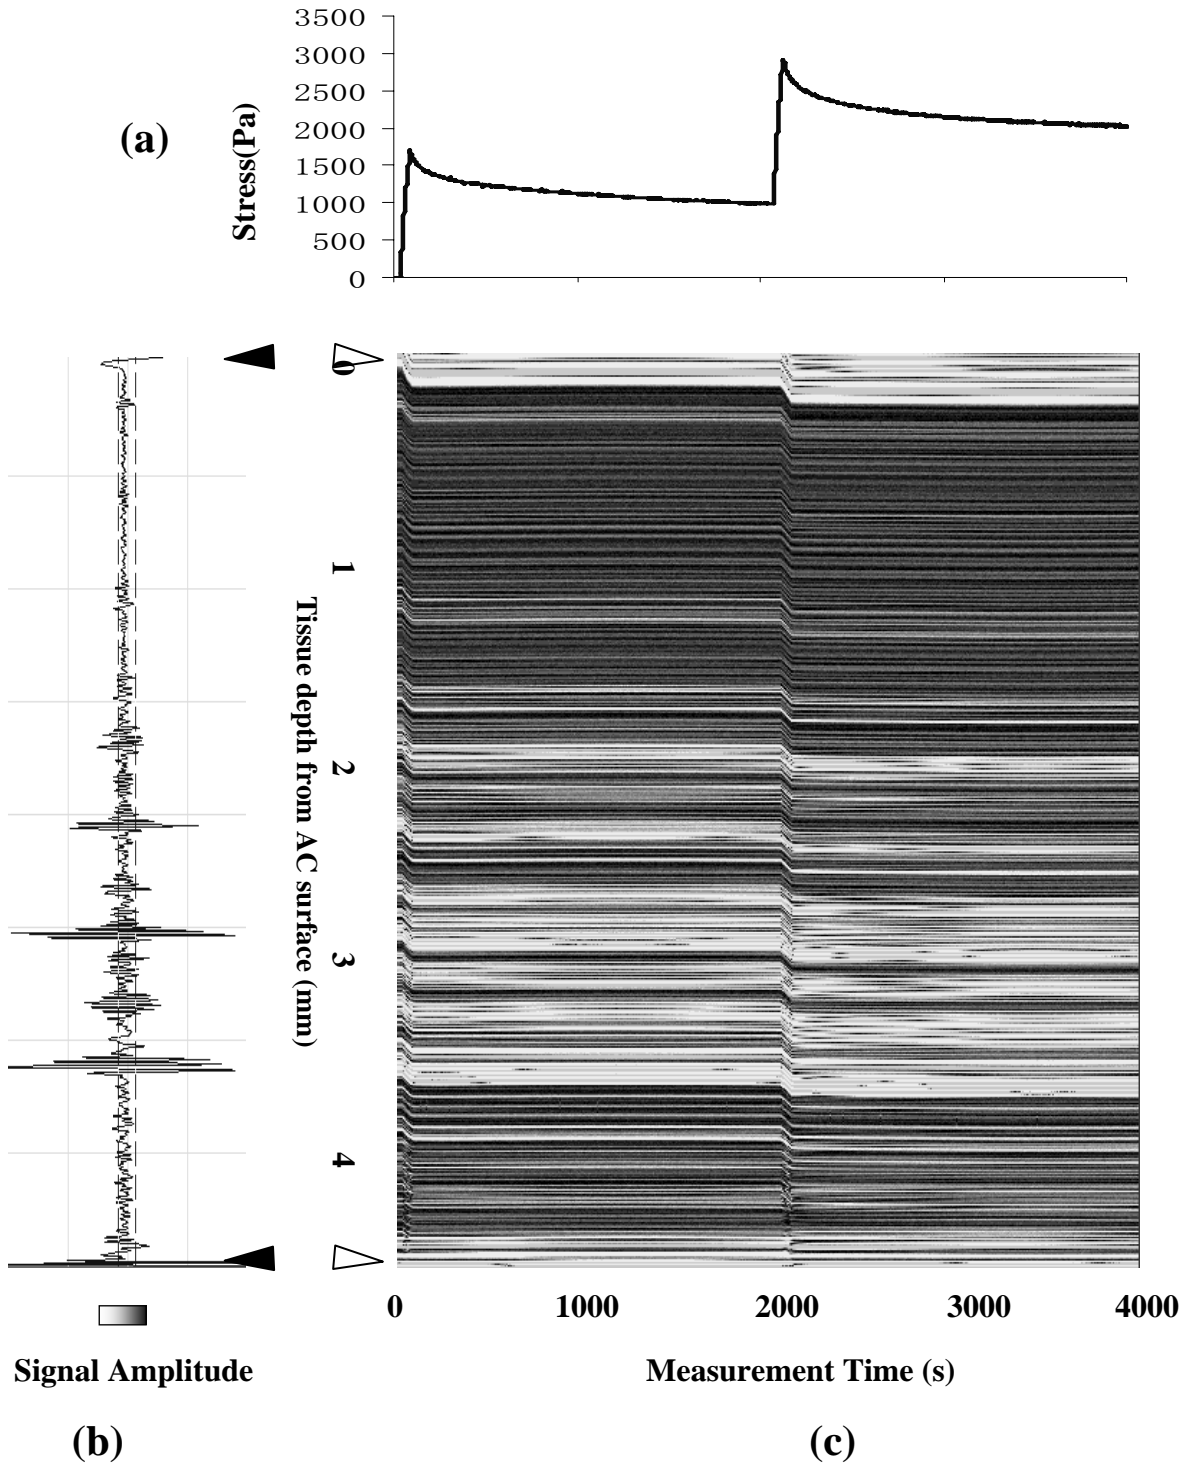 3500
3000
2500
2000
1500
1000
500
0
Stress(Pa)
(a)
0
1
2
3
4
Tissue depth from AC surface (mm)
0 1000 2000 3000 4000
Signal Amplitude
Measurement Time (s)
(b)
(c)